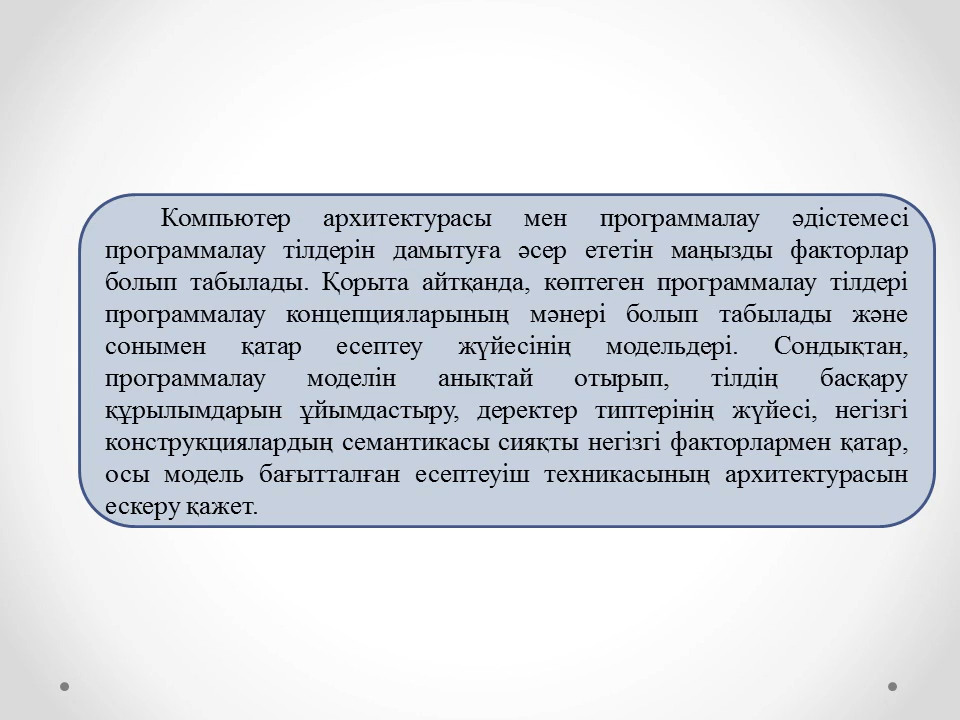 Компьютер архитектурасы мен программалау әдістемесі
программалау тілдерін дамытуға әсер ететін маңызды факторлар
болып табылады. Қорыта айтқанда, көптеген программалау тілдері
программалау концепцияларының мәнері болып табылады және
сонымен қатар есептеу жүйесінің модельдері. Сондықтан,
программалау моделін анықтай отырып, тілдің басқару
құрылымдарын ұйымдастыру, деректер типтерінің жүйесі, негізгі
конструкциялардың семантикасы сияқты негізгі факторлармен қатар,
осы модель бағытталған есептеуіш техникасының архитектурасын
ескеру қажет.